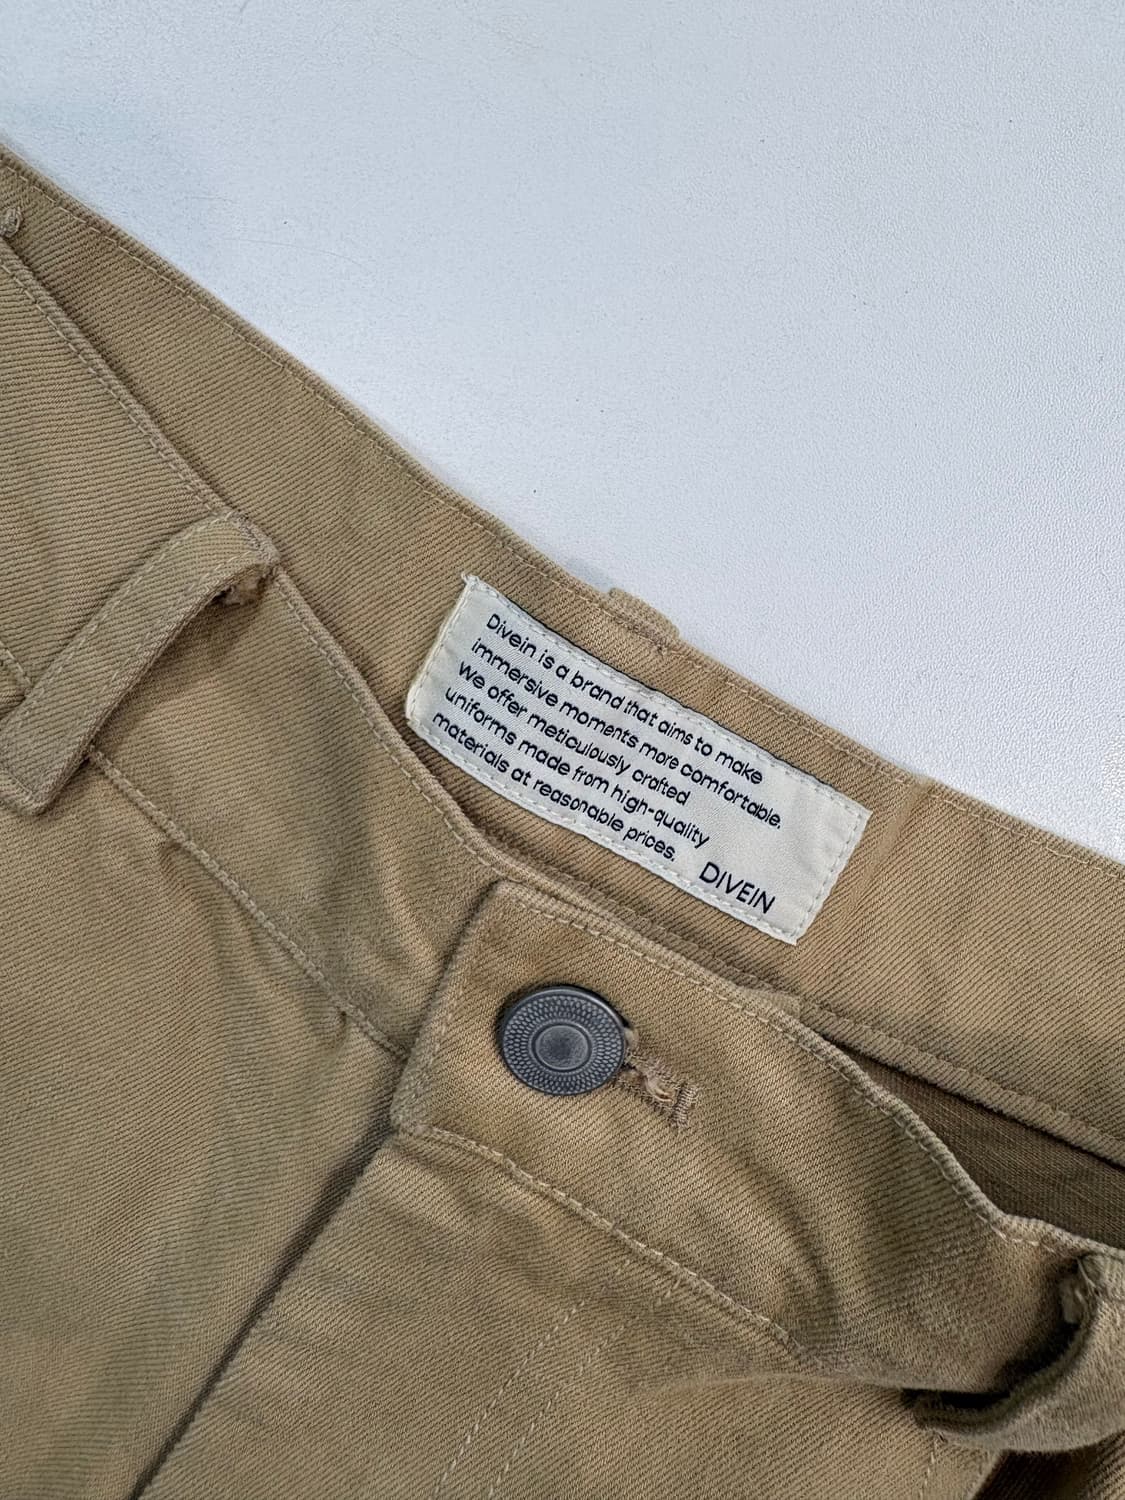 Divein is a brand that aims to make
immersive moments more comfortable.
We offer meticulously crafted
uniforms made from high-quality
materials at reasonable prices.
DIVEIN